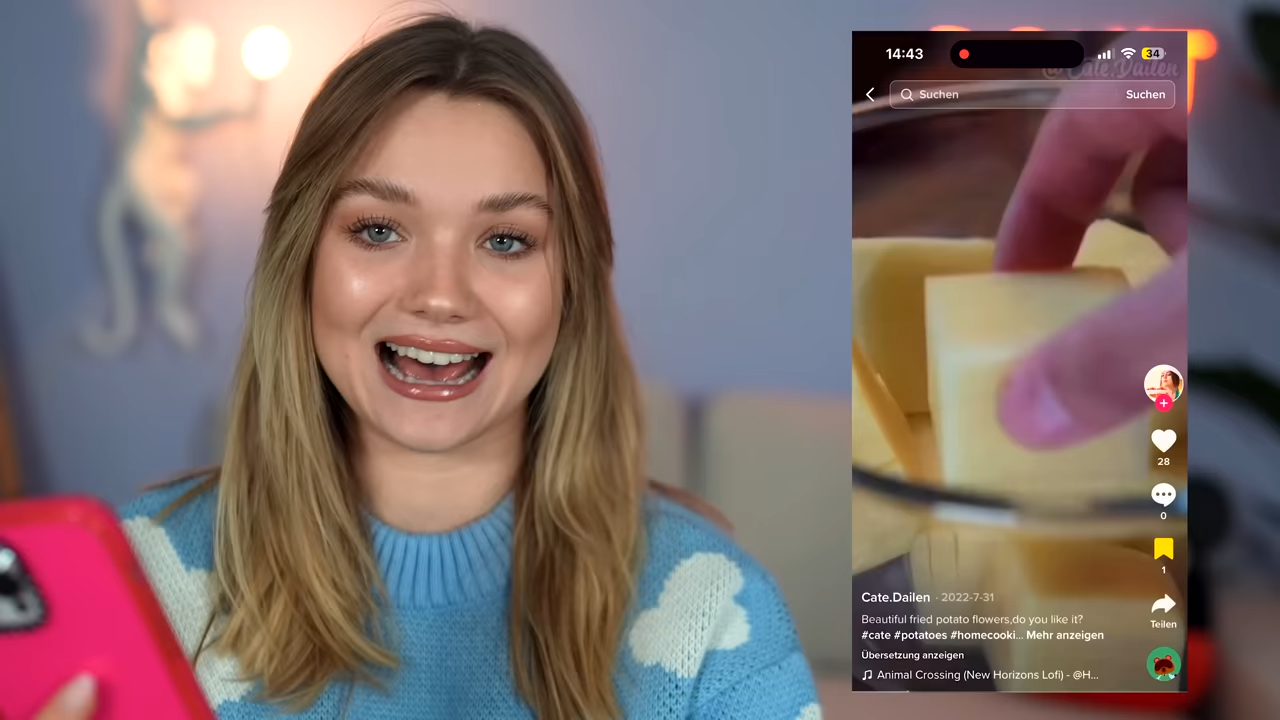 14:43
34
@Cate.Dailen
Suchen
Suchen
28
0
1
Teilen
Cate.Dailen · 2022-7-31
Beautiful fried potato flowers,do you like it?
#cate #potatoes #homecooki... Mehr anzeigen
Übersetzung anzeigen
Animal Crossing (New Horizons Lofi) - @H...